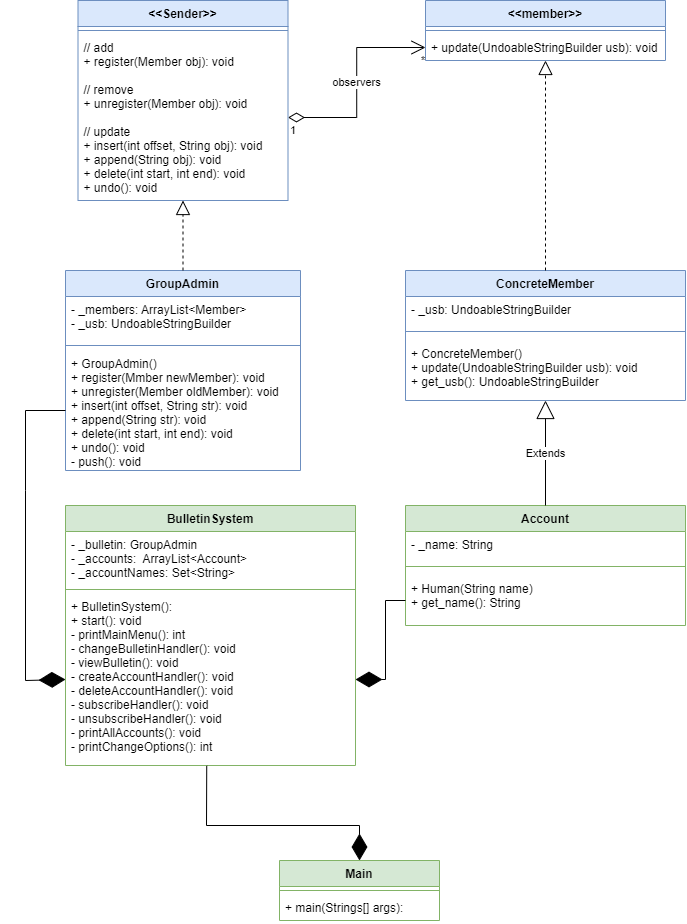 <<Sender>>
// add
+ register(Member obj): void
// remove
+ unregister(Member obj): void
// update
+ insert(int offset, String obj): void
+ append(String obj): void
+ delete(int start, int end): void
+ undo(): void
<<member>>
+ update(UndoableStringBuilder usb): void
observers
*
1
GroupAdmin
- _members: ArrayList<Member>
- _usb: UndoableStringBuilder
+ GroupAdmin()
+ register(Mmber newMember): void
+ unregister(Member oldMember): void
+ insert(int offset, String str): void
+ append(String str): void
+ delete(int start, int end): void
+ undo(): void
- push(): void
ConcreteMember
- _usb: UndoableStringBuilder
+ ConcreteMember()
+ update(UndoableStringBuilder usb): void
+ get_usb(): UndoableStringBuilder
Extends
BulletinSystem
- _bulletin: GroupAdmin
- _accounts:  ArrayList<Account>
- _accountNames: Set<String>
+ BulletinSystem():
+ start(): void
- printMainMenu(): int
- changeBulletinHandler(): void
- viewBulletin(): void
- createAccountHandler(): void
- deleteAccountHandler(): void
- subscribeHandler(): void
- unsubscribeHandler(): void
- printAllAccounts(): void
- printChangeOptions(): int
Account
- _name: String
+ Human(String name)
+ get_name(): String
Main
+ main(Strings[] args):